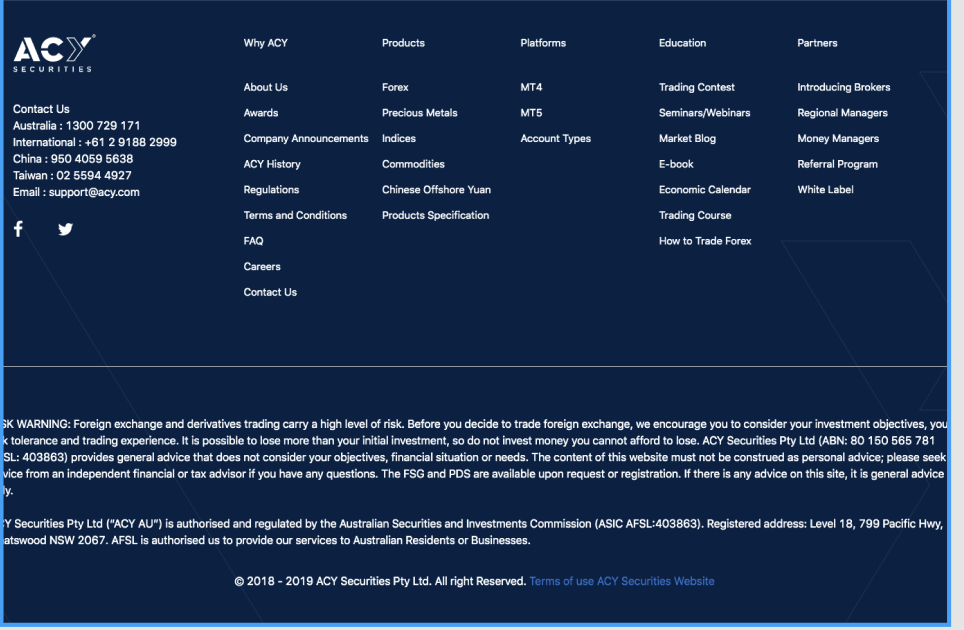 ACY
SECURITIES
Contact Us
Australia : 1300 729 171
International : +61 2 9188 2999
China : 950 4059 5638
Taiwan : 02 5594 4927
Email : support@acy.com
Why ACY
About Us
Awards
Company Announcements
ACY History
Regulations
Terms and Conditions
FAQ
Careers
Contact Us
Products
Forex
Precious Metals
Indices
Commodities
Chinese Offshore Yuan
Products Specification
Platforms
MT4
MT5
Account Types
Education
Trading Contest
Seminars/Webinars
Market Blog
E-book
Economic Calendar
Trading Course
How to Trade Forex
Partners
Introducing Brokers
Regional Managers
Money Managers
Referral Program
White Label
SK WARNING: Foreign exchange and derivatives trading carry a high level of risk. Before you decide to trade foreign exchange, we encourage you to consider your investment objectives, you
k tolerance and trading experience. It is possible to lose more than your initial investment, so do not invest money you cannot afford to lose. ACY Securities Pty Ltd (ABN: 80 150 565 781
SL: 403863) provides general advice that does not consider your objectives, financial situation or needs. The content of this website must not be construed as personal advice; please seek
vice from an independent financial or tax advisor if you have any questions. The FSG and PDS are available upon request or registration. If there is any advice on this site, it is general advice
ly.
Y Securities Pty Ltd (“ACY AU”) is authorised and regulated by the Australian Securities and Investments Commission (ASIC AFSL:403863). Registered address: Level 18, 799 Pacific Hwy,
atswood NSW 2067. AFSL is authorised us to provide our services to Australian Residents or Businesses.
© 2018 - 2019 ACY Securities Pty Ltd. All right Reserved. Terms of use ACY Securities Website